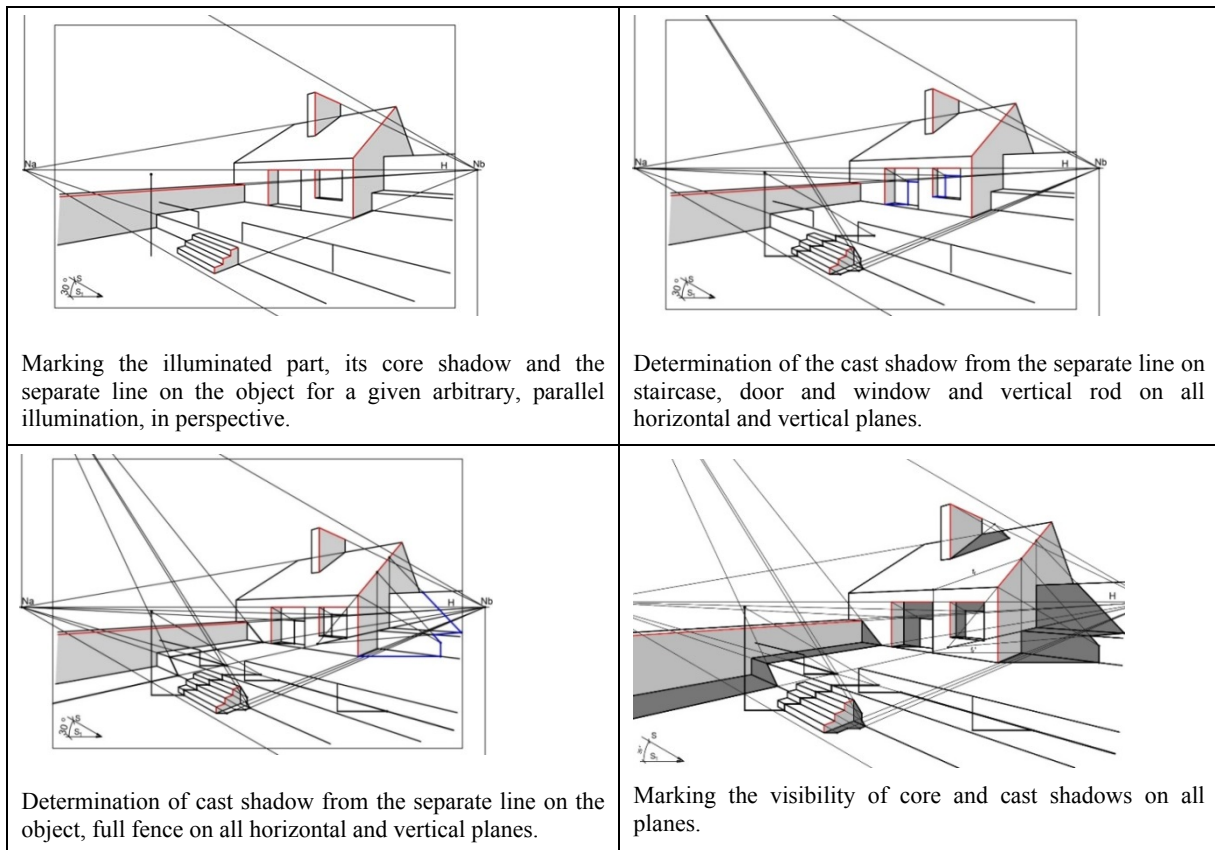 Na
H
Nb
S
30°
S₁
Marking the illuminated part, its core shadow and the
separate line on the object for a given arbitrary, parallel
illumination, in perspective.
Na
H
Nb
S
30°
S₁
Determination of the cast shadow from the separate line on
staircase, door and window and vertical rod on all
horizontal and vertical planes.
Na
H
Nb
S
30°
S₁
Determination of cast shadow from the separate line on the
object, full fence on all horizontal and vertical planes.
H
S
S₁
Marking the visibility of core and cast shadows on all
planes.